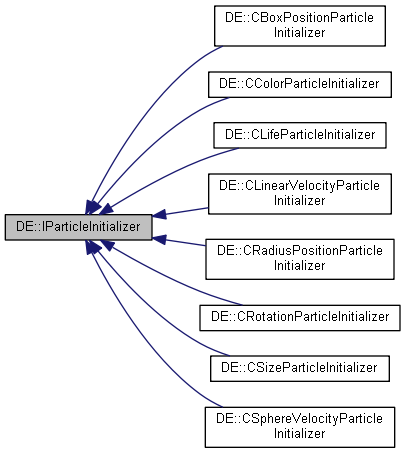 DE::CBoxPositionParticle
Initializer
DE::CColorParticleInitializer
DE::CLifeParticleInitializer
DE::CLinearVelocityParticle
Initializer
DE::IParticleInitializer
DE::CRadiusPositionParticle
Initializer
DE::CRotationParticleInitializer
DE::CSizeParticleInitializer
DE::CSphereVelocityParticle
Initializer